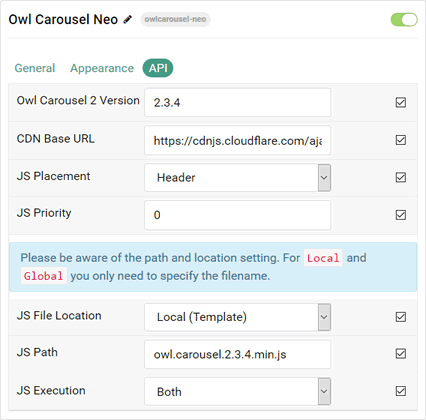 Owl Carousel Neo owlcarousel-neo
General Appearance API
Owl Carousel 2 Version 2.3.4
CDN Base URL https://cdnjs.cloudflare.com/aja
JS Placement Header
JS Priority 0
Please be aware of the path and location setting. For Local and
Global you only need to specify the filename.
JS File Location Local (Template)
JS Path owl.carousel.2.3.4.min.js
JS Execution Both